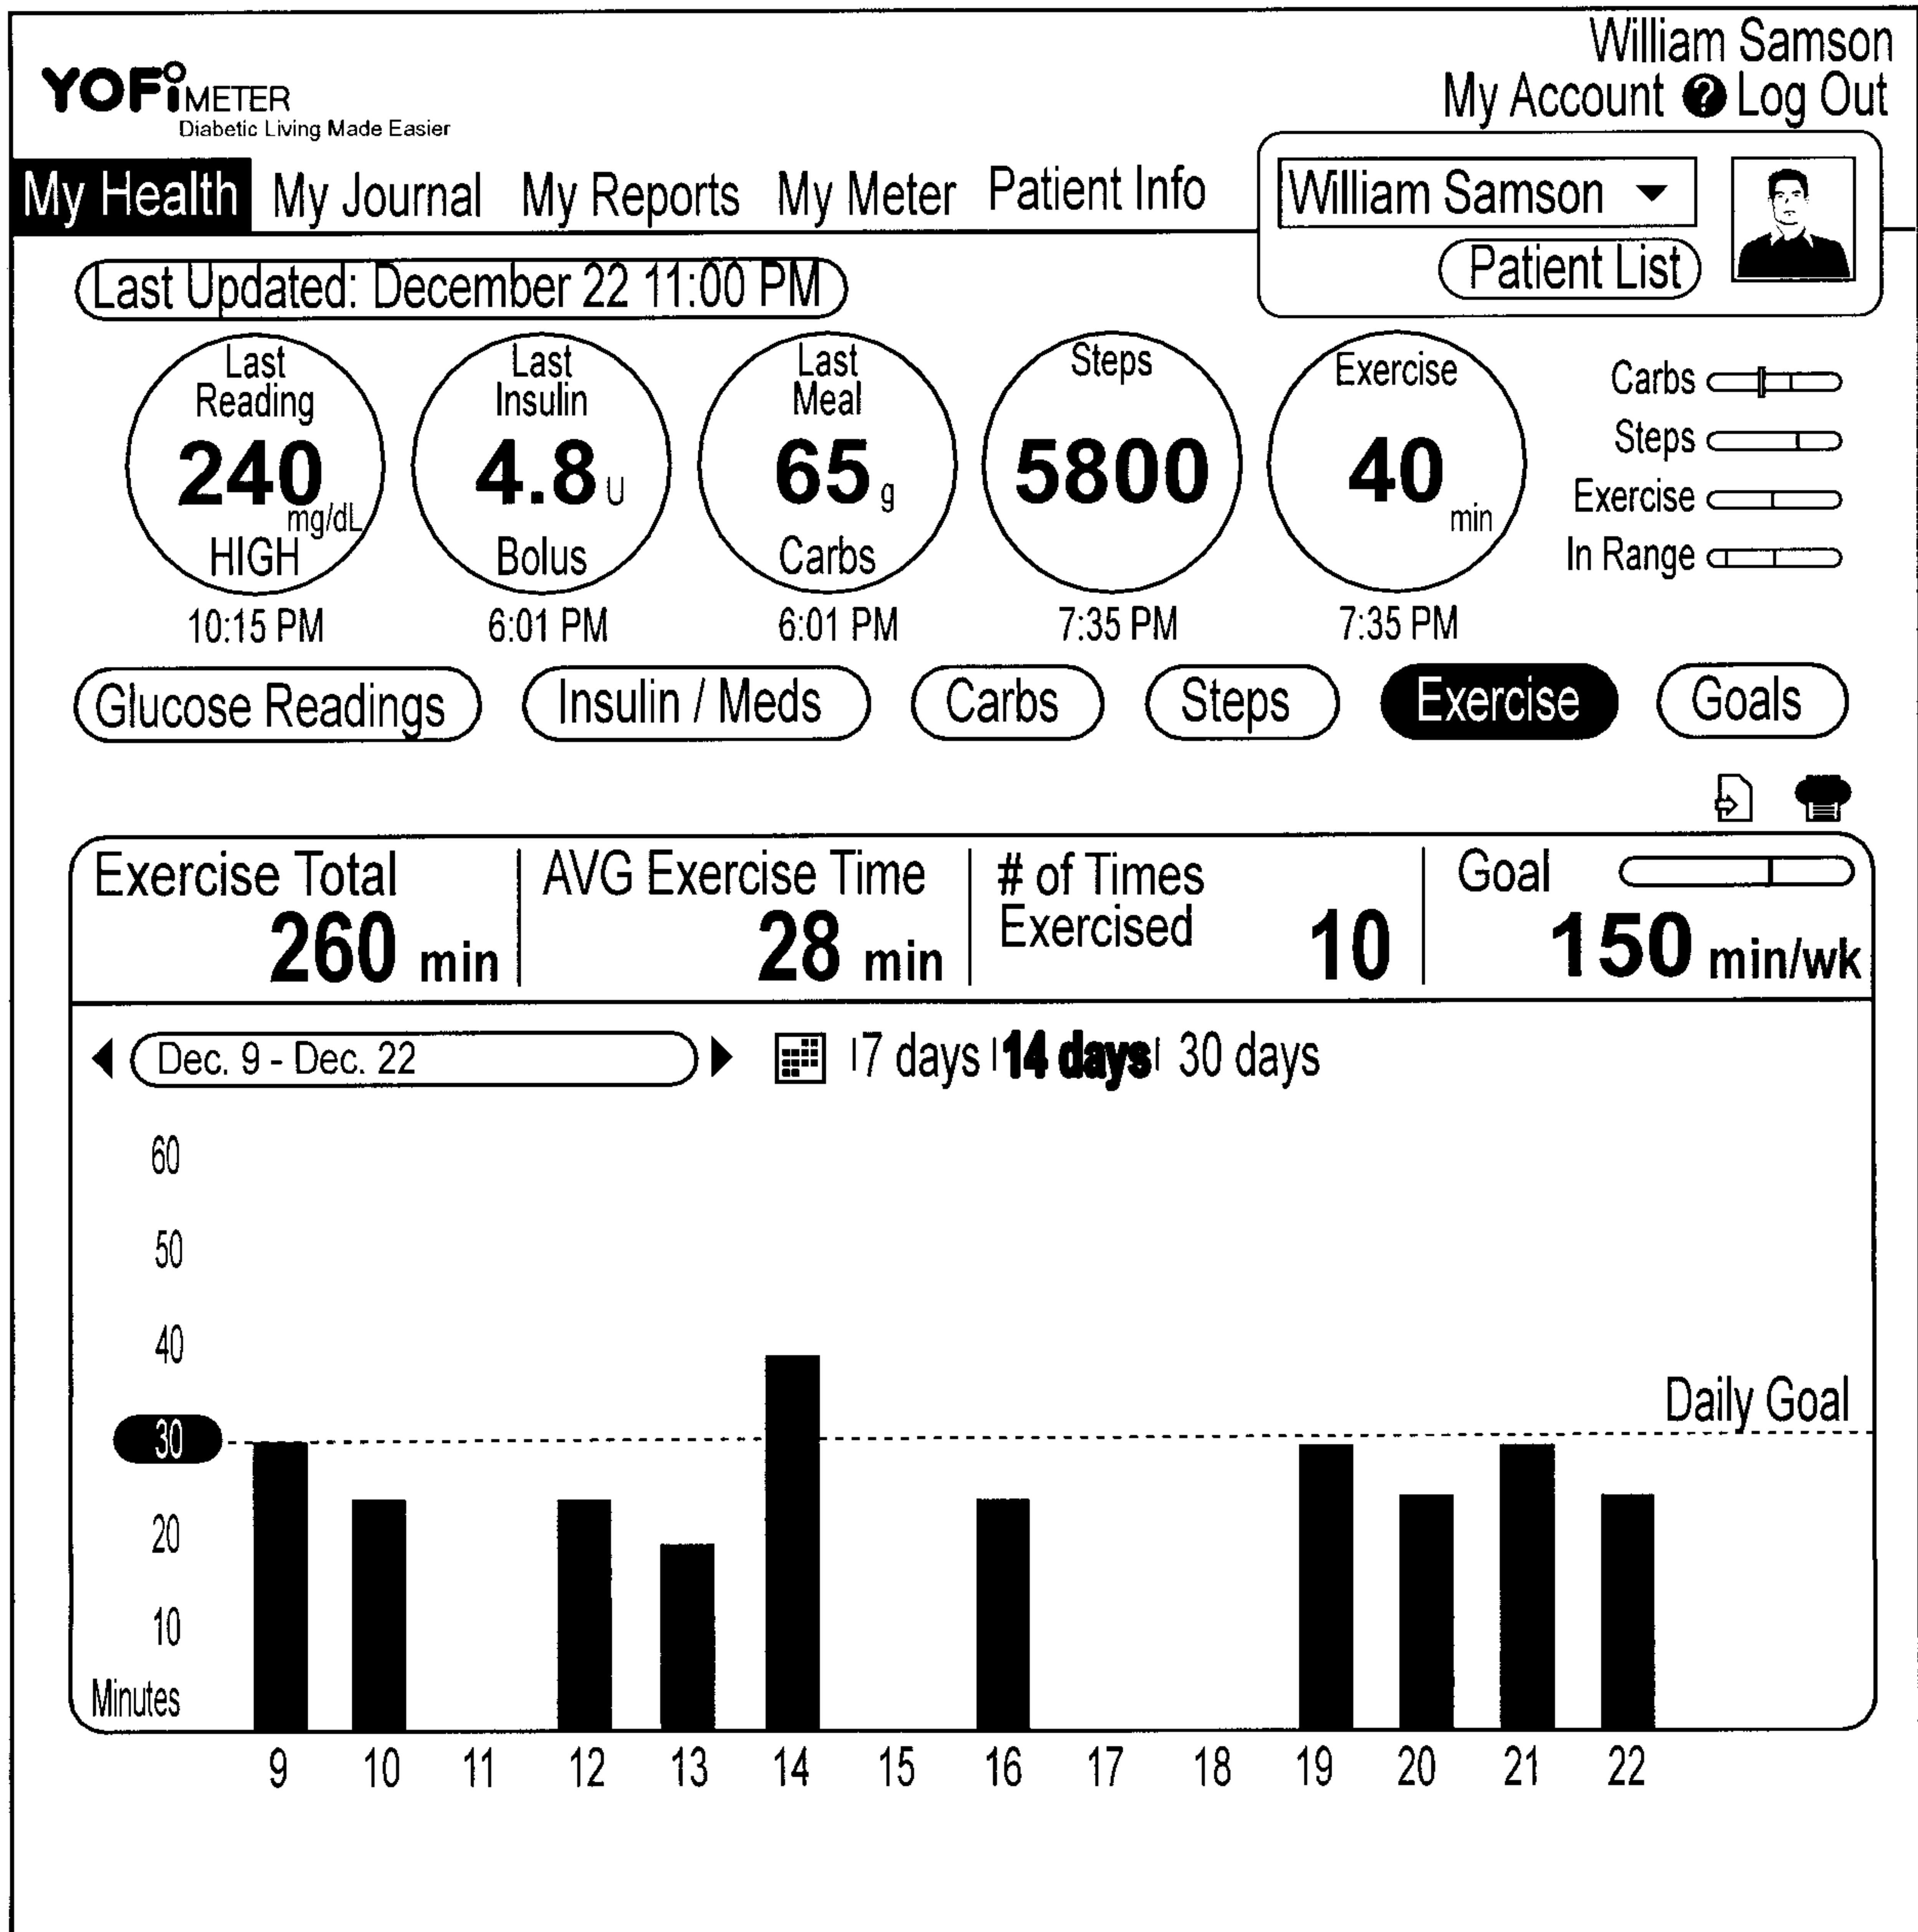 William Samson
YOFiMETER
Diabetic Living Made Easier
My Account ? Log Out
My Health My Journal My Reports My Meter Patient Info
William Samson
Patient List
Last Updated: December 22 11:00 PM
Last
Reading
240
mg/dL
HIGH
10:15 PM
Last
Insulin
4.8 u
Bolus
6:01 PM
Last
Meal
65 g
Carbs
6:01 PM
Steps
5800
7:35 PM
Exercise
40
min
7:35 PM
Carbs
Steps
Exercise
In Range
Glucose Readings Insulin / Meds Carbs Steps Exercise Goals
Exercise Total
260 min
AVG Exercise Time
28 min
# of Times
Exercised
10
Goal
150 min/wk
Dec. 9 - Dec. 22
| 7 days | 14 days | 30 days
60
50
40
Daily Goal
30
20
10
Minutes
9 10 11 12 13 14 15 16 17 18 19 20 21 22